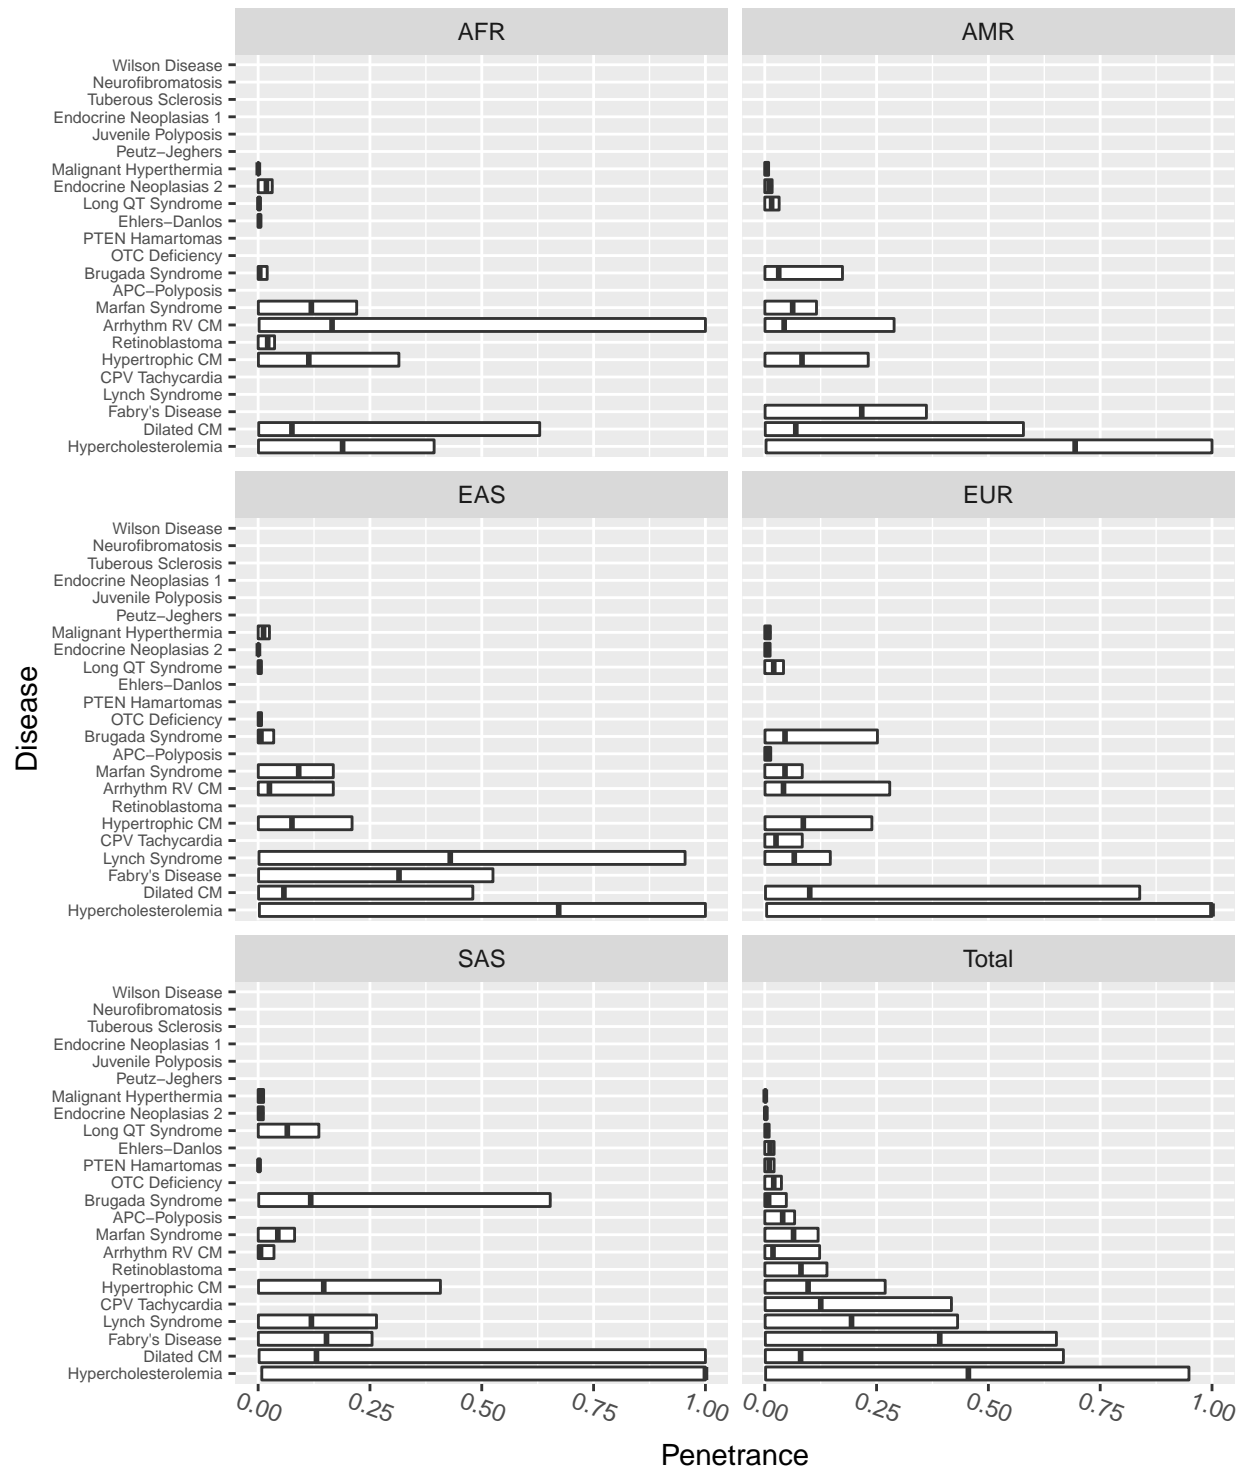 AFR
AMR
Wilson Disease
Neurofibromatosis
Tuberous Sclerosis
Endocrine Neoplasias 1
Juvenile Polyposis
Peutz−Jeghers
Malignant Hyperthermia
Endocrine Neoplasias 2
Long QT Syndrome
Ehlers−Danlos
PTEN Hamartomas
OTC Deficiency
Brugada Syndrome
APC−Polyposis
Marfan Syndrome
Arrhythm RV CM
Retinoblastoma
Hypertrophic CM
CPV Tachycardia
Lynch Syndrome
Fabry's Disease
Dilated CM
Hypercholesterolemia
EAS
EUR
Wilson Disease
Neurofibromatosis
Tuberous Sclerosis
Endocrine Neoplasias 1
Juvenile Polyposis
Peutz−Jeghers
Malignant Hyperthermia
Endocrine Neoplasias 2
Long QT Syndrome
Ehlers−Danlos
PTEN Hamartomas
OTC Deficiency
Brugada Syndrome
APC−Polyposis
Marfan Syndrome
Arrhythm RV CM
Retinoblastoma
Hypertrophic CM
CPV Tachycardia
Lynch Syndrome
Fabry's Disease
Dilated CM
Hypercholesterolemia
Disease
SAS
Total
Wilson Disease
Neurofibromatosis
Tuberous Sclerosis
Endocrine Neoplasias 1
Juvenile Polyposis
Peutz−Jeghers
Malignant Hyperthermia
Endocrine Neoplasias 2
Long QT Syndrome
Ehlers−Danlos
PTEN Hamartomas
OTC Deficiency
Brugada Syndrome
APC−Polyposis
Marfan Syndrome
Arrhythm RV CM
Retinoblastoma
Hypertrophic CM
CPV Tachycardia
Lynch Syndrome
Fabry's Disease
Dilated CM
Hypercholesterolemia
0.00 0.25 0.50 0.75 1.00
0.00 0.25 0.50 0.75 1.00
Penetrance